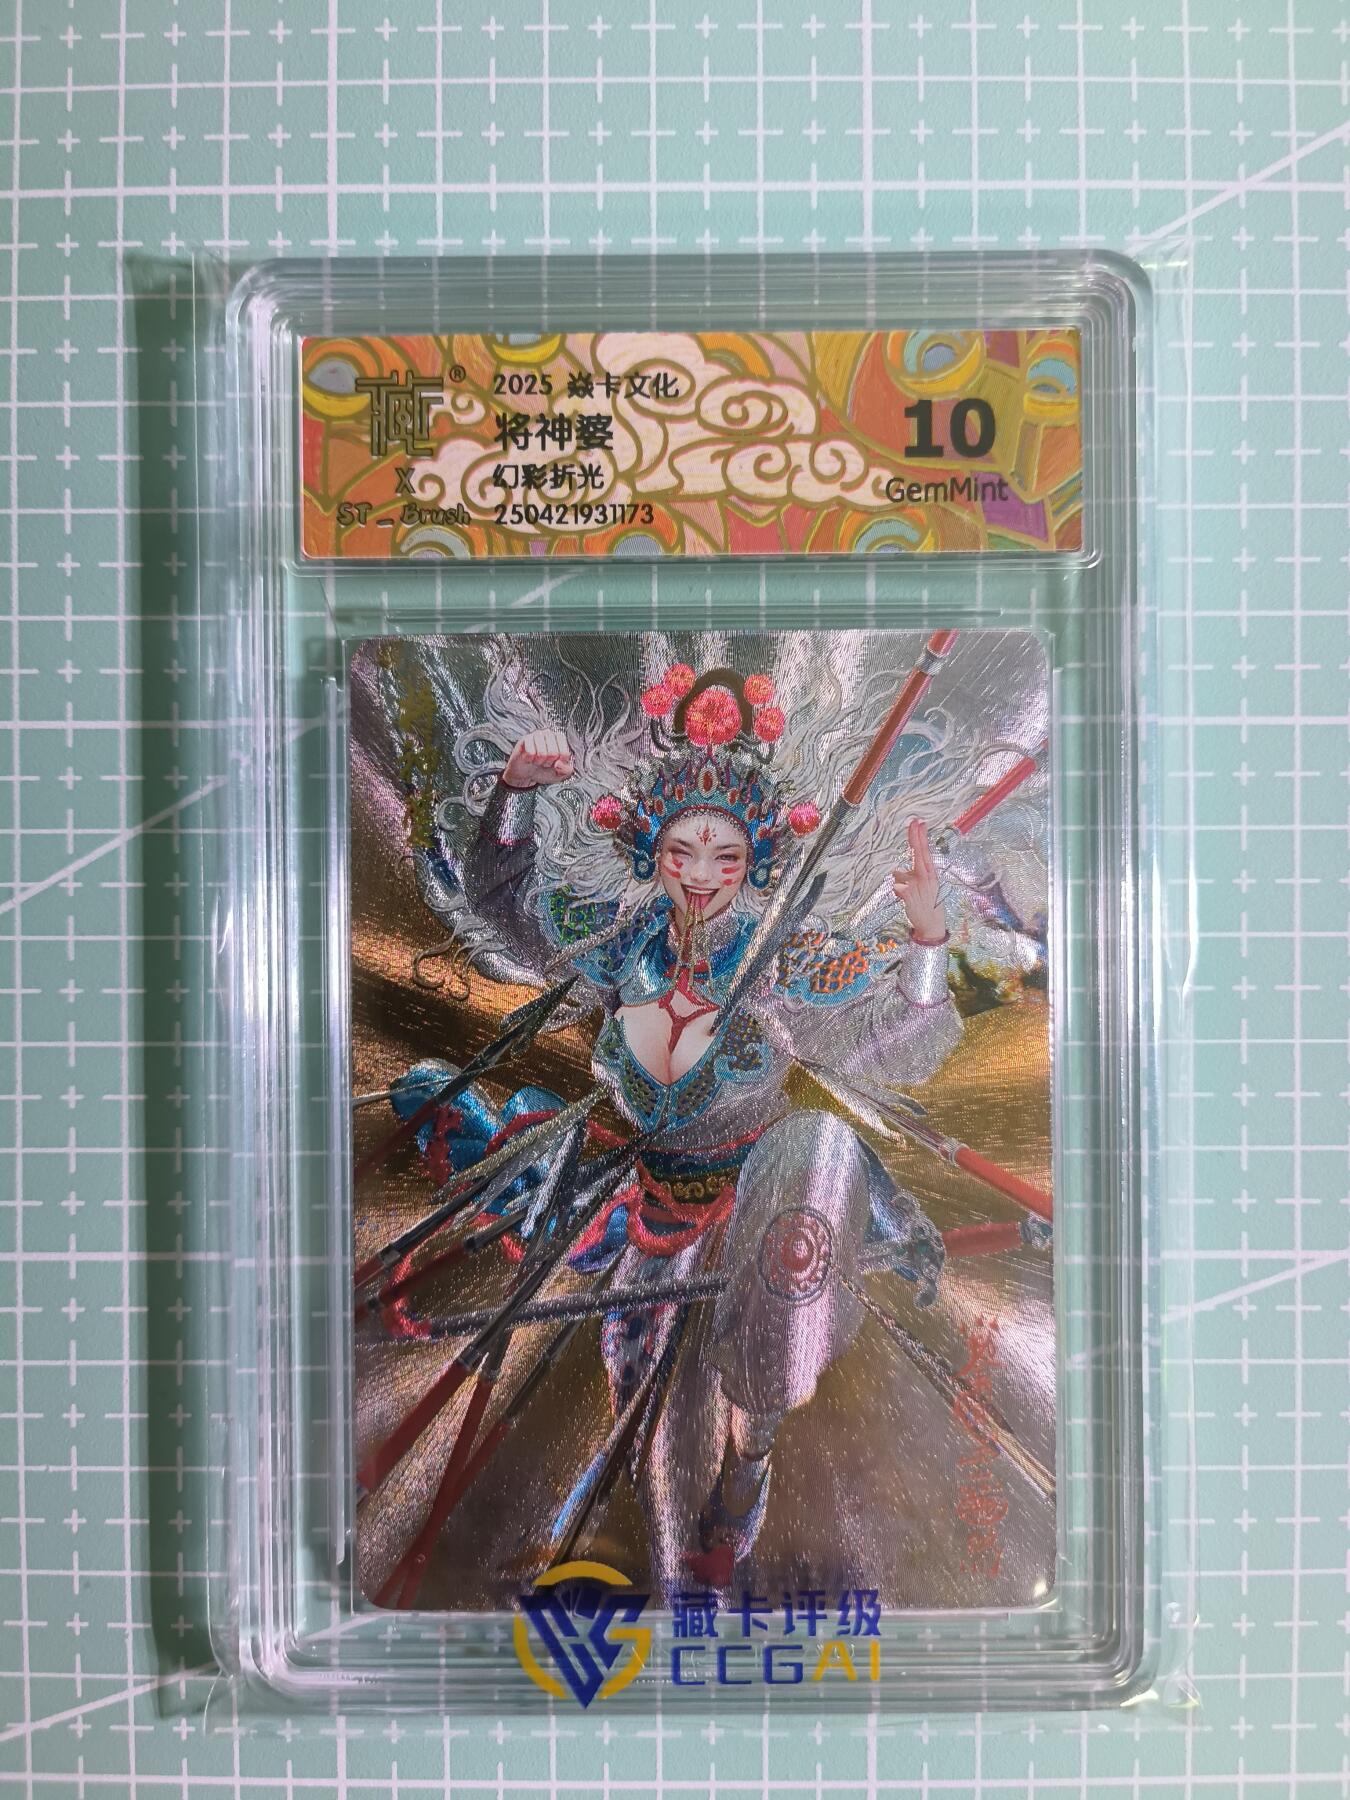 ®
2025 焱卡文化
将神婆
10
X
幻彩折光
GemMint
ST_Brush
250421931173
藏卡评级
CCGAI